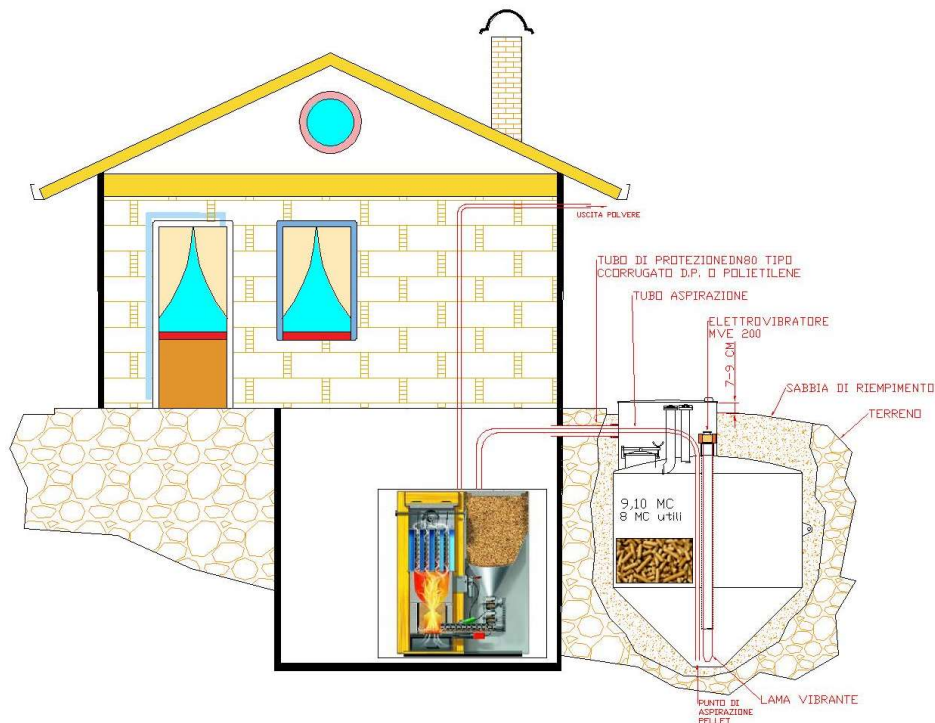 USCITA POLVERE
TUBO DI PROTEZIONEDN80 TIPO
CCORRUGATO D.P. O POLIETILENE
TUBO ASPIRAZIONE
ELETTROVIBRATORE
MVE 200
7-9 CM
SABBIA DI RIEMPIMENTO
TERRENO
9,10 MC
8 MC utili
LAMA VIBRANTE
PUNTO DI
ASPIRAZIONE
PELLET